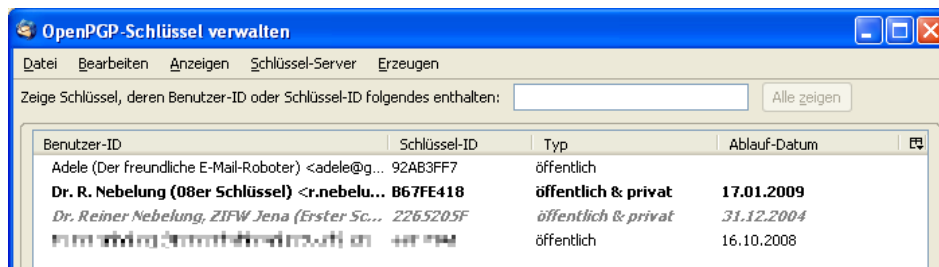 OpenPGP-Schlüssel verwalten
Datei Bearbeiten Anzeigen Schlüssel-Server Erzeugen
Zeige Schlüssel, deren Benutzer-ID oder Schlüssel-ID folgendes enthalten: Alle zeigen
Benutzer-ID Schlüssel-ID Typ Ablauf-Datum
Adele (Der freundliche E-Mail-Roboter) <adele@g... 92AB3FF7 öffentlich
Dr. R. Nebelung (08er Schlüssel) <r.nebelu... B67FE418 öffentlich & privat 17.01.2009
Dr. Reiner Nebelung, ZIFW Jena (Erster Sc... 2265205F öffentlich & privat 31.12.2004
öffentlich 16.10.2008